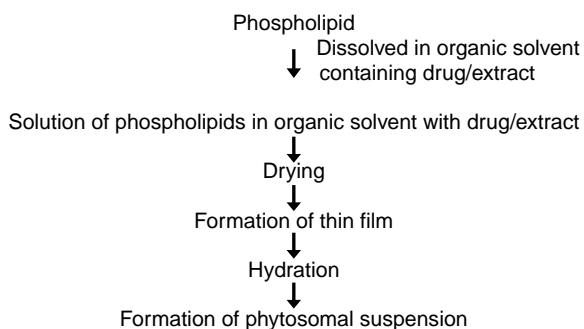 Phospholipid
Dissolved in organic solvent
containing drug/extract
Solution of phospholipids in organic solvent with drug/extract
Drying
Formation of thin film
Hydration
Formation of phytosomal suspension